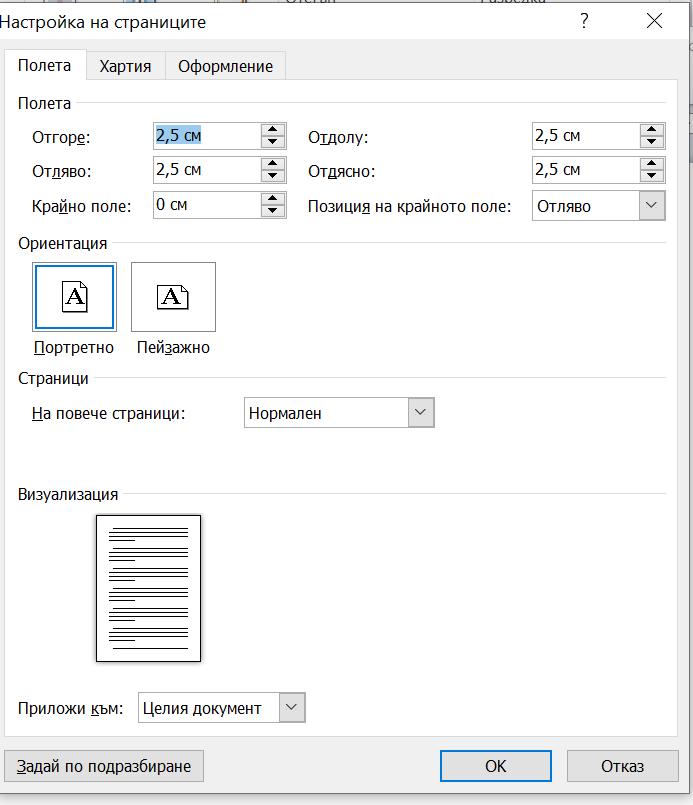 Настройка на страниците
?
Полета Хартия Оформление
Полета
Отгоре: 2,5 см Отдолу: 2,5 см
Отляво: 2,5 см Отдясно: 2,5 см
Крайно поле: 0 см Позиция на крайното поле: Отляво
Ориентация
A A
Портретно Пейзажно
Страници
На повече страници: Нормален
Визуализация
Приложи към: Целия документ
Задай по подразбиране OK Отказ